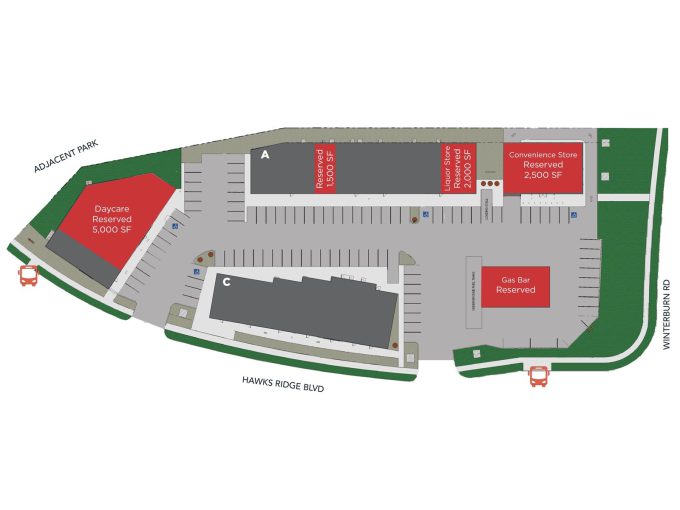 ADJACENT PARK
A
Reserved
1,500 SF
Liquor Store
Reserved
2,000 SF
Convenience Store
Reserved
2,500 SF
Daycare
Reserved
5,000 SF
C
Gas Bar
Reserved
WINTERBURN RD
HAWKS RIDGE BLVD